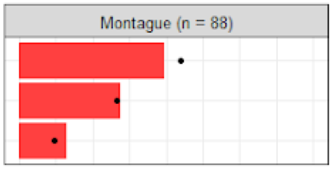 Montague (n = 88)